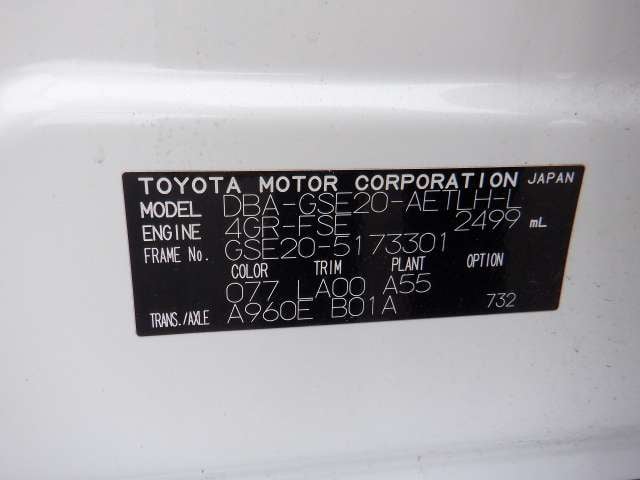 TOYOTA MOTOR CORPORATION JAPAN
MODEL DBA-GSE20-AETLH-L
ENGINE 4GR-FSE 2499 mL
FRAME No. GSE20-5173301
COLOR TRIM PLANT OPTION
077 LA00 A55
TRANS./AXLE A960E B01A 732